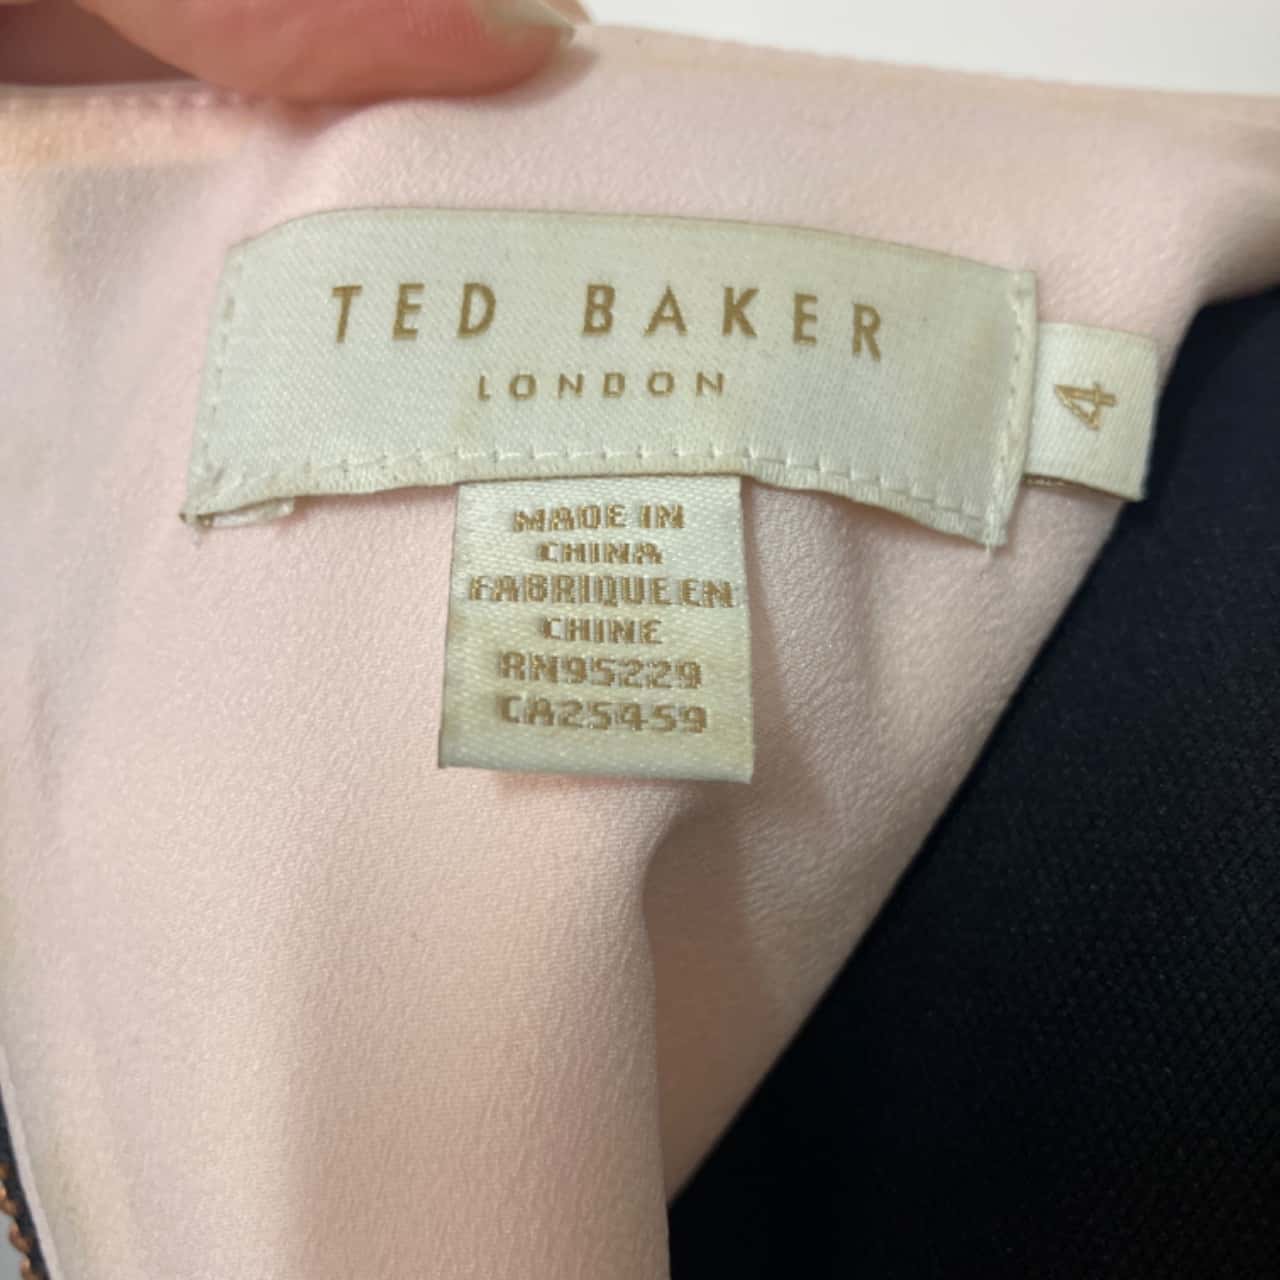 TED BAKER
LONDON
4
MADE IN
CHINA
FABRIQUE EN
CHINE
RN95229
CA25459